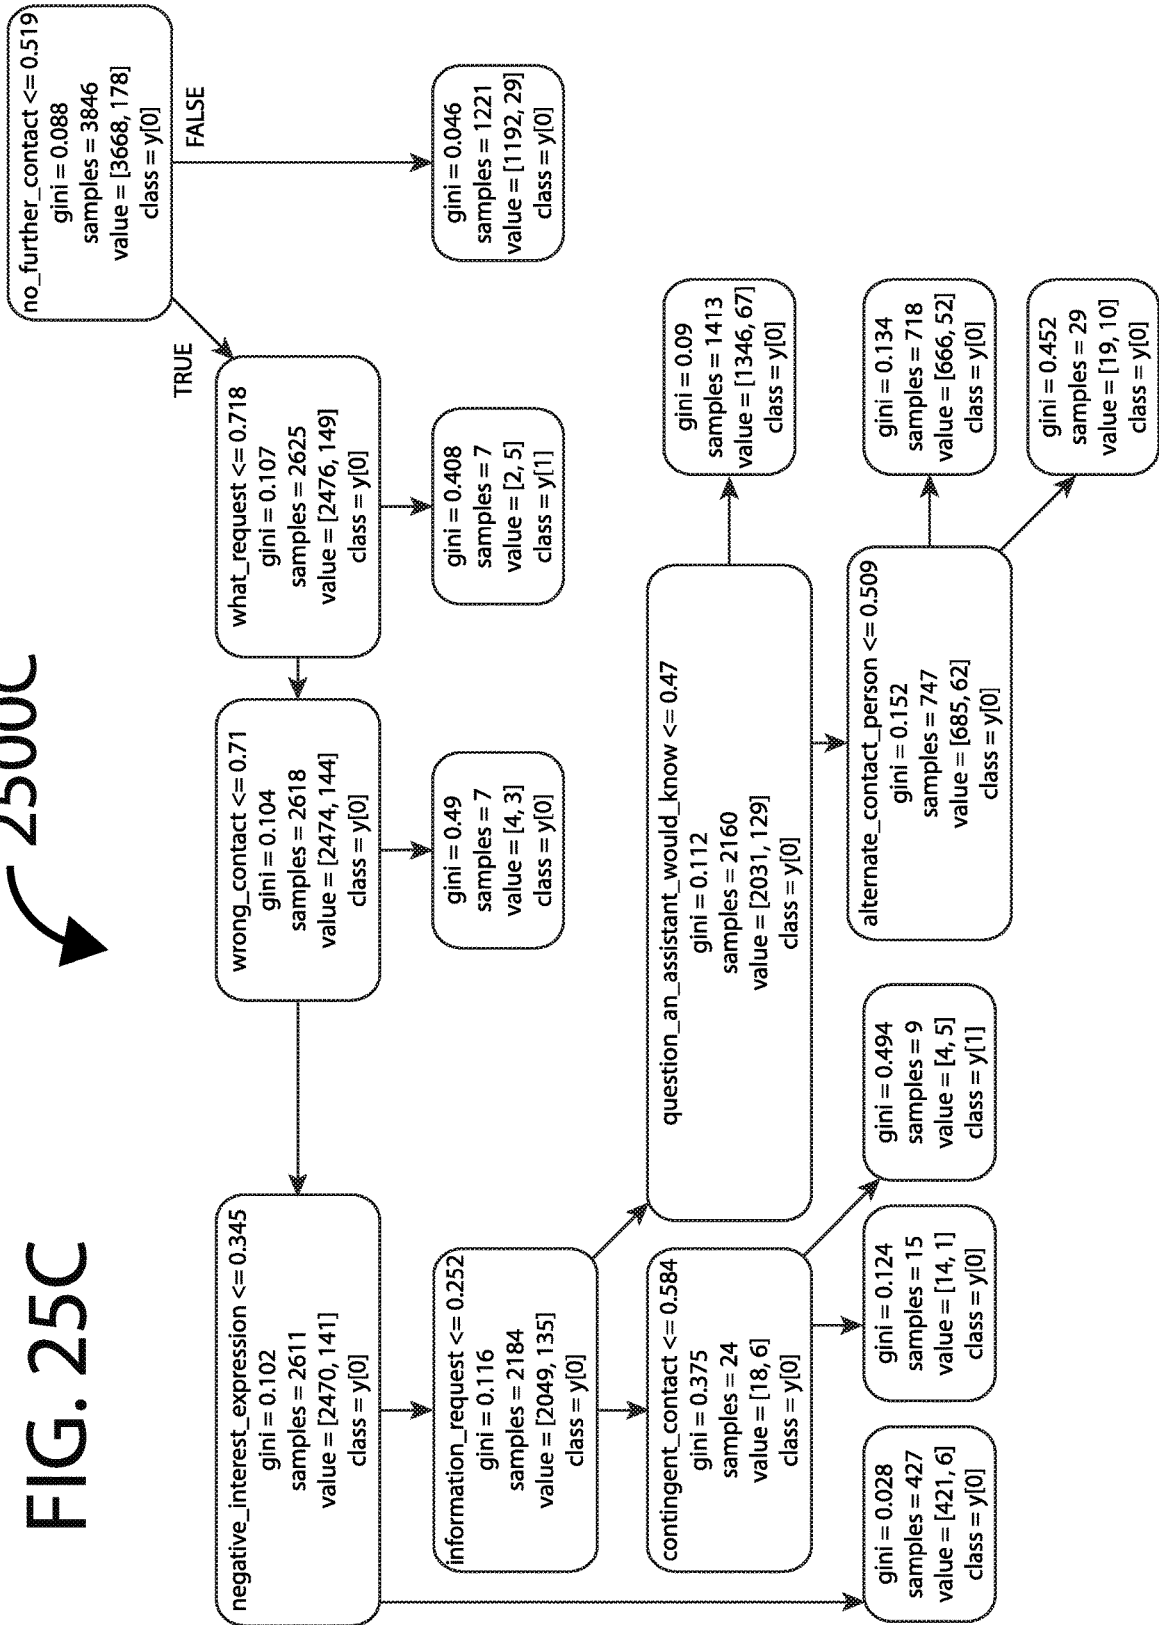 FIG. 25C
2500C
no_further_contact <= 0.519
gini = 0.088
samples = 3846
value = [3668, 178]
class = y[0]
TRUE
FALSE
what_request <= 0.718
gini = 0.107
samples = 2625
value = [2476, 149]
class = y[0]
gini = 0.046
samples = 1221
value = [1192, 29]
class = y[0]
wrong_contact <= 0.71
gini = 0.104
samples = 2618
value = [2474, 144]
class = y[0]
gini = 0.408
samples = 7
value = [2, 5]
class = y[1]
negative_interest_expression <= 0.345
gini = 0.102
samples = 2611
value = [2470, 141]
class = y[0]
gini = 0.49
samples = 7
value = [4, 3]
class = y[0]
information_request <= 0.252
gini = 0.116
samples = 2184
value = [2049, 135]
class = y[0]
question_an_assistant_would_know <= 0.47
gini = 0.112
samples = 2160
value = [2031, 129]
class = y[0]
gini = 0.09
samples = 1413
value = [1346, 67]
class = y[0]
contingent_contact <= 0.584
gini = 0.375
samples = 24
value = [18, 6]
class = y[0]
alternate_contact_person <= 0.509
gini = 0.152
samples = 747
value = [685, 62]
class = y[0]
gini = 0.134
samples = 718
value = [666, 52]
class = y[0]
gini = 0.452
samples = 29
value = [19, 10]
class = y[0]
gini = 0.028
samples = 427
value = [421, 6]
class = y[0]
gini = 0.124
samples = 15
value = [14, 1]
class = y[0]
gini = 0.494
samples = 9
value = [4, 5]
class = y[1]